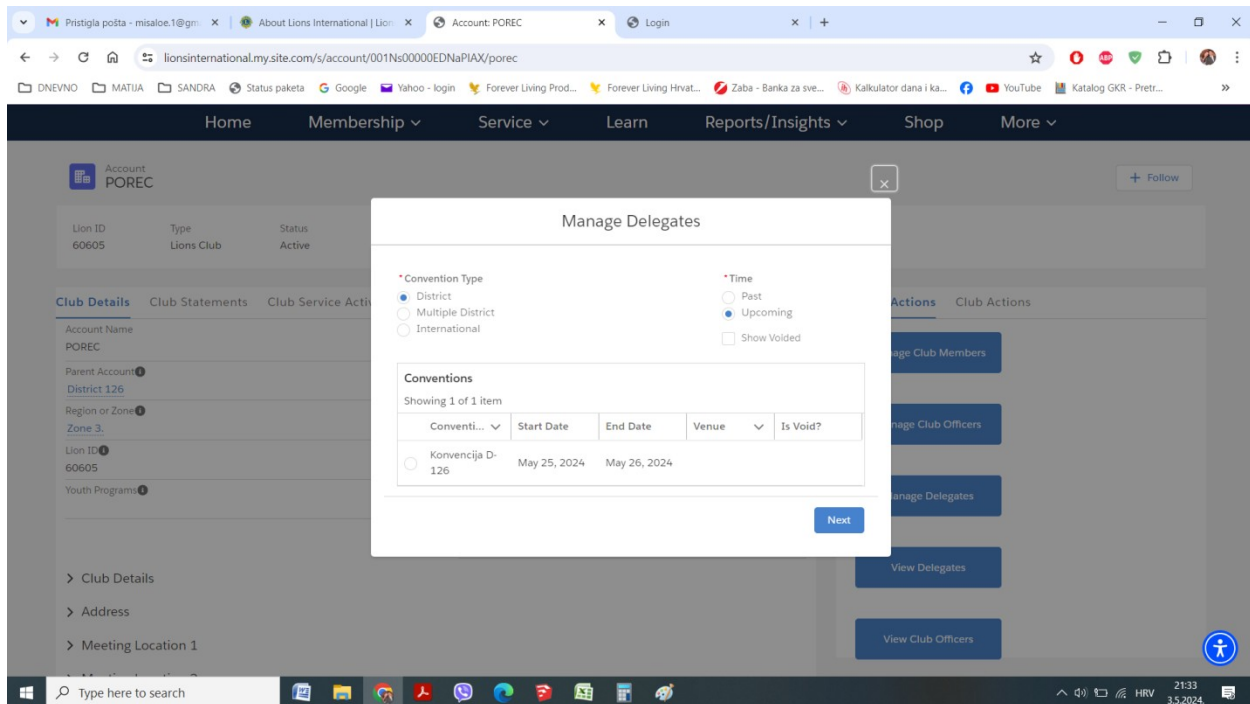 Pristigla pošta - misaloe.1@gm
About Lions International | Lion
Account: POREC
Login
lionsinternational.my.site.com/s/account/001Ns00000EDNaPIAX/porec
DNEVNO MATIJA SANDRA Status paketa Google Yahoo - login Forever Living Prod... Forever Living Hrvat... Zaba - Banka za sve... Kalkulator dana i ka... YouTube Katalog GKR - Pretr...
Home Membership Service Learn Reports/Insights Shop More
Account
POREC
+ Follow
Lion ID Type Status
60605 Lions Club Active
Manage Delegates
*Convention Type *Time
District Past
Multiple District Upcoming
International
Show Voided
Conventions
Showing 1 of 1 item
Conventi... Start Date End Date Venue Is Void?
Konvencija D-
126
May 25, 2024 May 26, 2024
Next
Club Details Club Statements Club Service Activ
Account Name
POREC
Parent Account
District 126
Region or Zone
Zone 3.
Lion ID
60605
Youth Programs
Club Details
Address
Meeting Location 1
Actions Club Actions
age Club Members
nage Club Officers
anage Delegates
View Delegates
View Club Officers
Type here to search
HRV
21:33
3.5.2024.